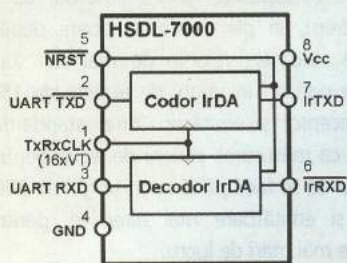 HSDL-7000
5
NRST
2
UART TXD
1
TxRxCLK
(16xVT)
3
UART RXD
4
GND
Codor IrDA
Decodor IrDA
8
Vcc
7
IrTXD
6
IrRXD